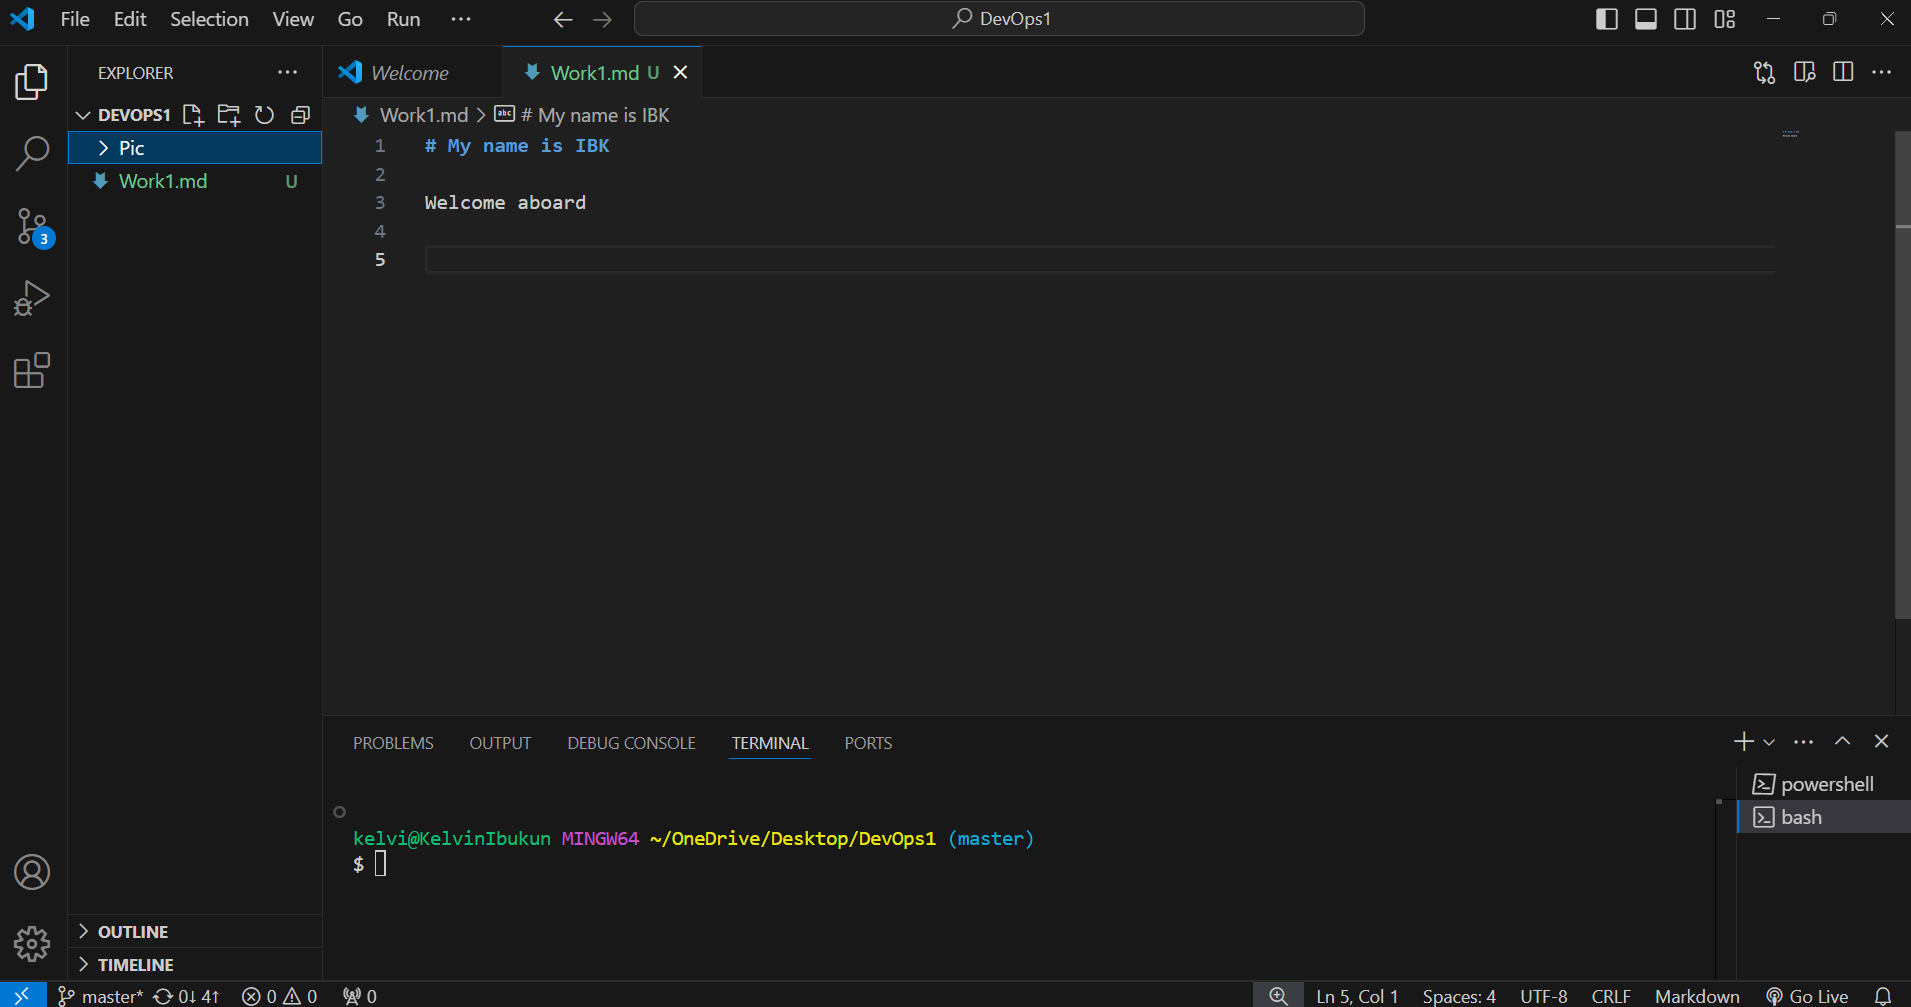 File Edit Selection View Go Run ···
DevOps1
EXPLORER
DEVOPS1
Pic
Work1.md U
3
Welcome
Work1.md U
Work1.md > # My name is IBK
1 # My name is IBK
2
3 Welcome aboard
4
5
PROBLEMS OUTPUT DEBUG CONSOLE TERMINAL PORTS
powershell
bash
kelvi@KelvinIbukun MINGW64 ~/OneDrive/Desktop/DevOps1 (master)
$
OUTLINE
TIMELINE
master* 0↓ 4↑ 0 0 0 Ln 5, Col 1 Spaces: 4 UTF-8 CRLF Markdown Go Live